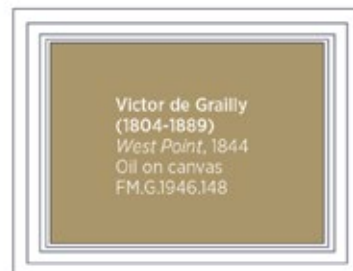 Victor de Grailly
(1804-1889)
West Point, 1844
Oil on canvas
FM.G.1946.148